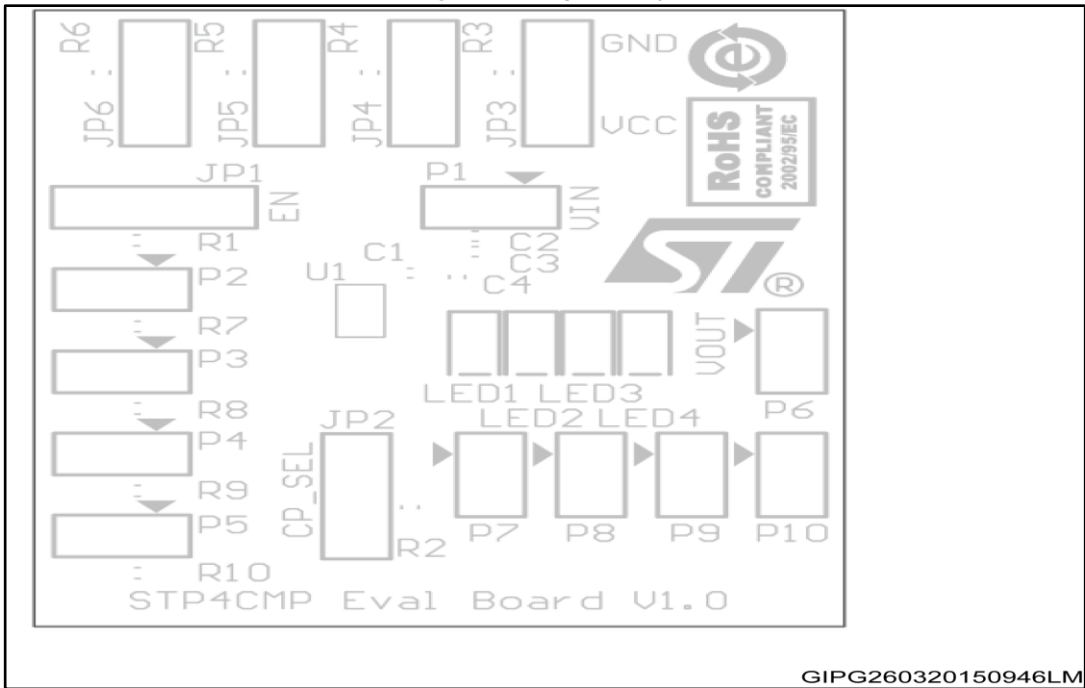 R6 R5 R4 R3 GND
JP6 JP5 JP4 JP3 VCC
e
RoHS
COMPLIANT
2002/95/EC
JP1 P1
EN VIN
R1 C1 C2
C3
P2 U1 C4
ST®
R7
P3
VOUT
LED1 LED3
P6
R8
JP2 LED2 LED4
P4
CP_SEL
R9
P5 R2 P7 P8 P9 P10
R10
STP4CMP Eval Board V1.0
GIPG260320150946LM